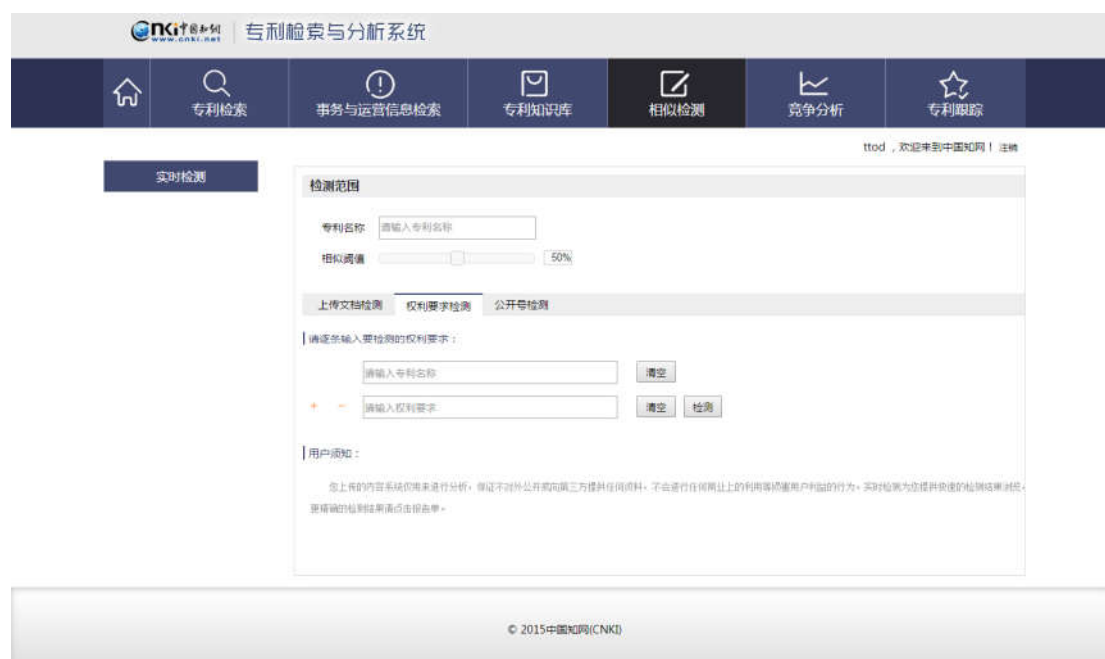 CNKi中国知网
www.cnki.net
专利检索与分析系统
专利检索
事务与运营信息检索
专利知识库
相似检测
竞争分析
专利跟踪
ttod ，欢迎来到中国知网！ 注销
实时检测
检测范围
专利名称 请输入专利名称
相似阈值 50%
上传文档检测 权利要求检测 公开号检测
请逐条输入要检测的权利要求：
请输入专利名称 清空
+ - 请输入权利要求 清空 检测
用户须知：
您上传的内容系统仅用来进行分析，保证不对外公开或向第三方提供任何资料，不会进行任何商业上的利用等损害用户利益的行为。实时检测为您提供快速的检测结果浏览，
更精确的检测结果请点击报告单。
© 2015中国知网(CNKI)